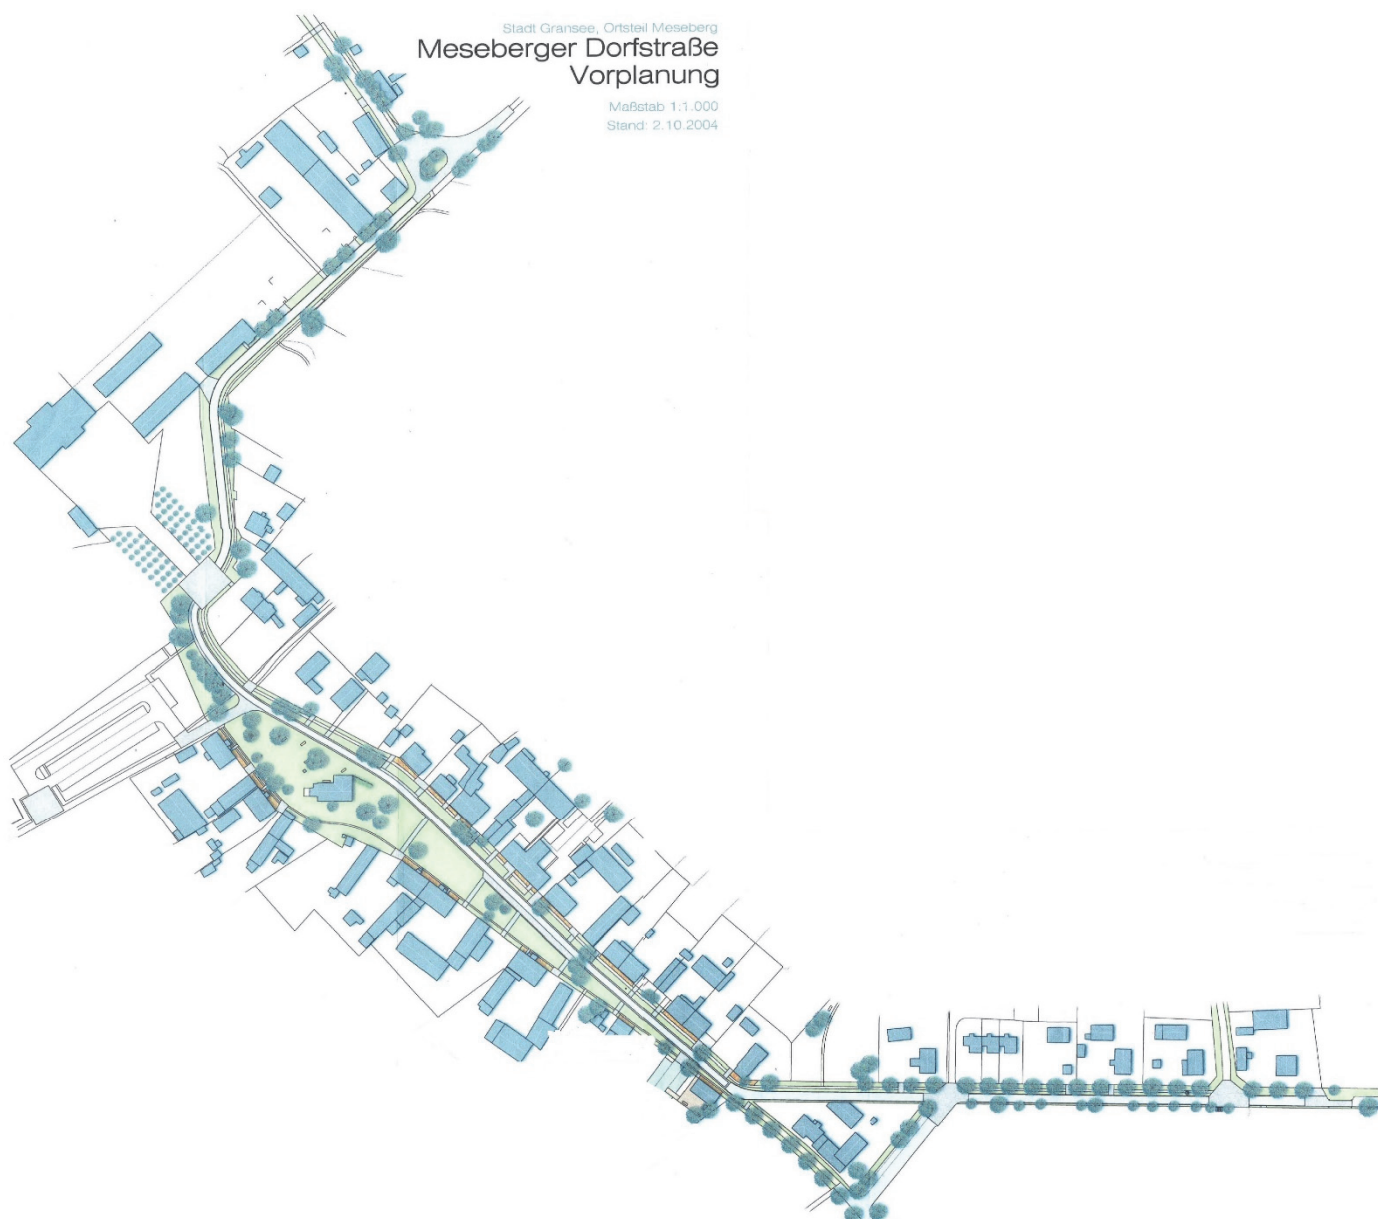 Stadt Gransee, Ortsteil Meseberg
Meseberger Dorfstraße
Vorplanung
Maßstab 1:1.000
Stand: 2.10.2004